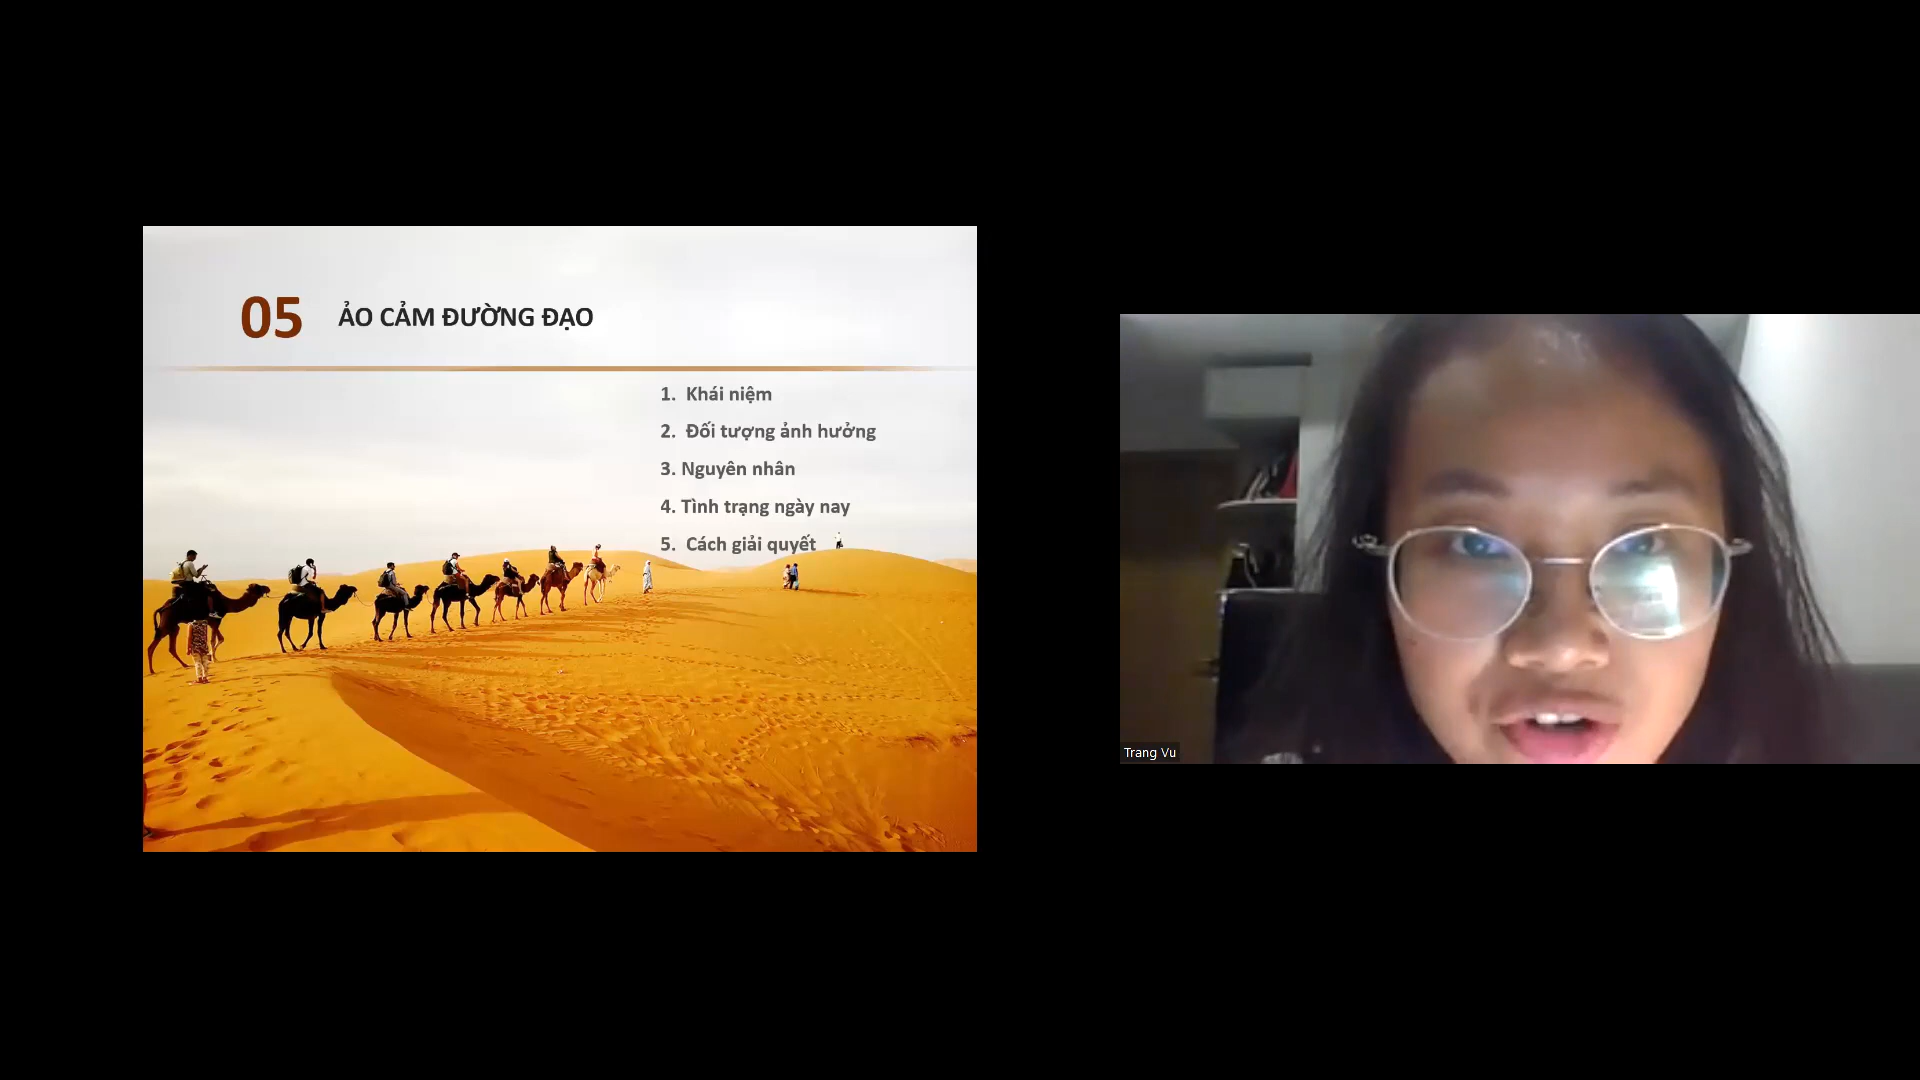 05
ẢO CẢM ĐƯỜNG ĐẠO
1. Khái niệm
2. Đối tượng ảnh hưởng
3. Nguyên nhân
4. Tình trạng ngày nay
5. Cách giải quyết
Trang Vu